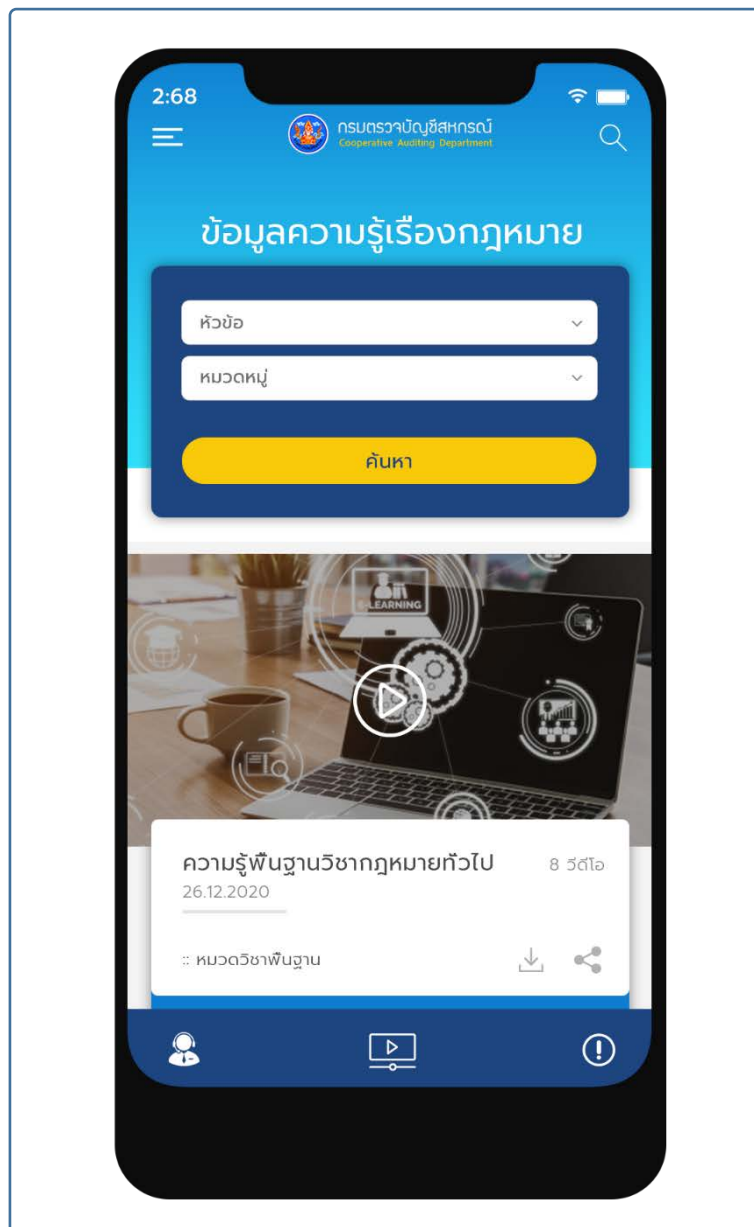 2:68
กรมตรวจบัญชีสหกรณ์
Cooperative Auditing Department
ข้อมูลความรู้เรื่องกฎหมาย
หัวข้อ
หมวดหมู่
ค้นหา
E-LEARNING
ความรู้พื้นฐานวิชากฎหมายทั่วไป 8 วีดีโอ
26.12.2020
:: หมวดวิชาพื้นฐาน